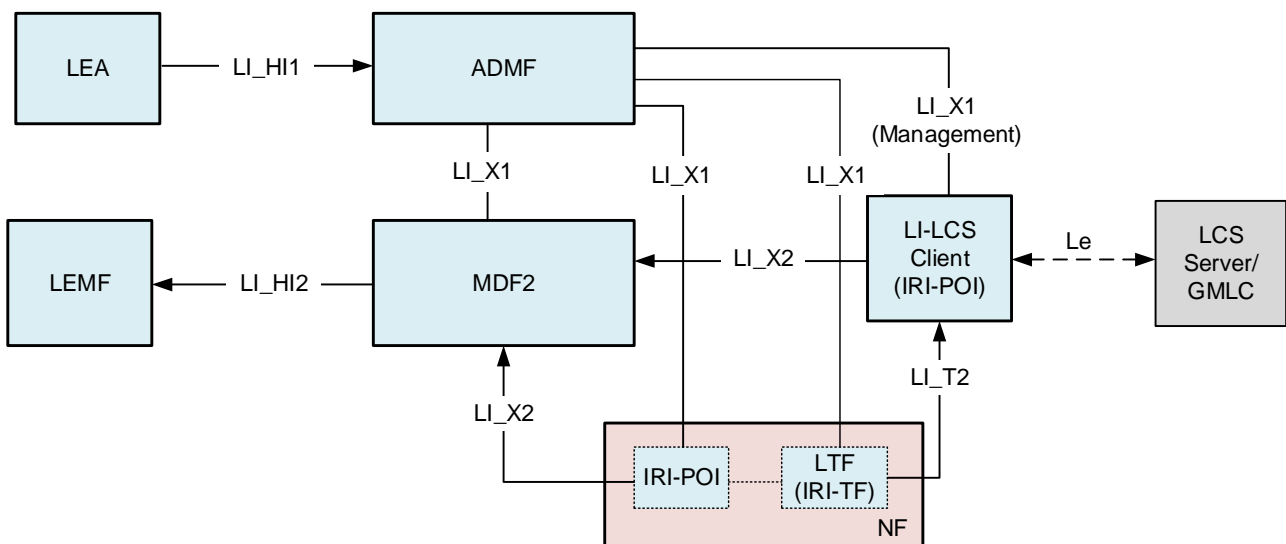 LEA
LI_HI1
ADMF
LI_X1
(Management)
LI_X1
LI_X1
LI_X1
LEMF
LI_HI2
MDF2
LI_X2
LI-LCS
Client
(IRI-POI)
Le
LCS
Server/
GMLC
LI_X2
LI_T2
IRI-POI
LTF
(IRI-TF)
NF